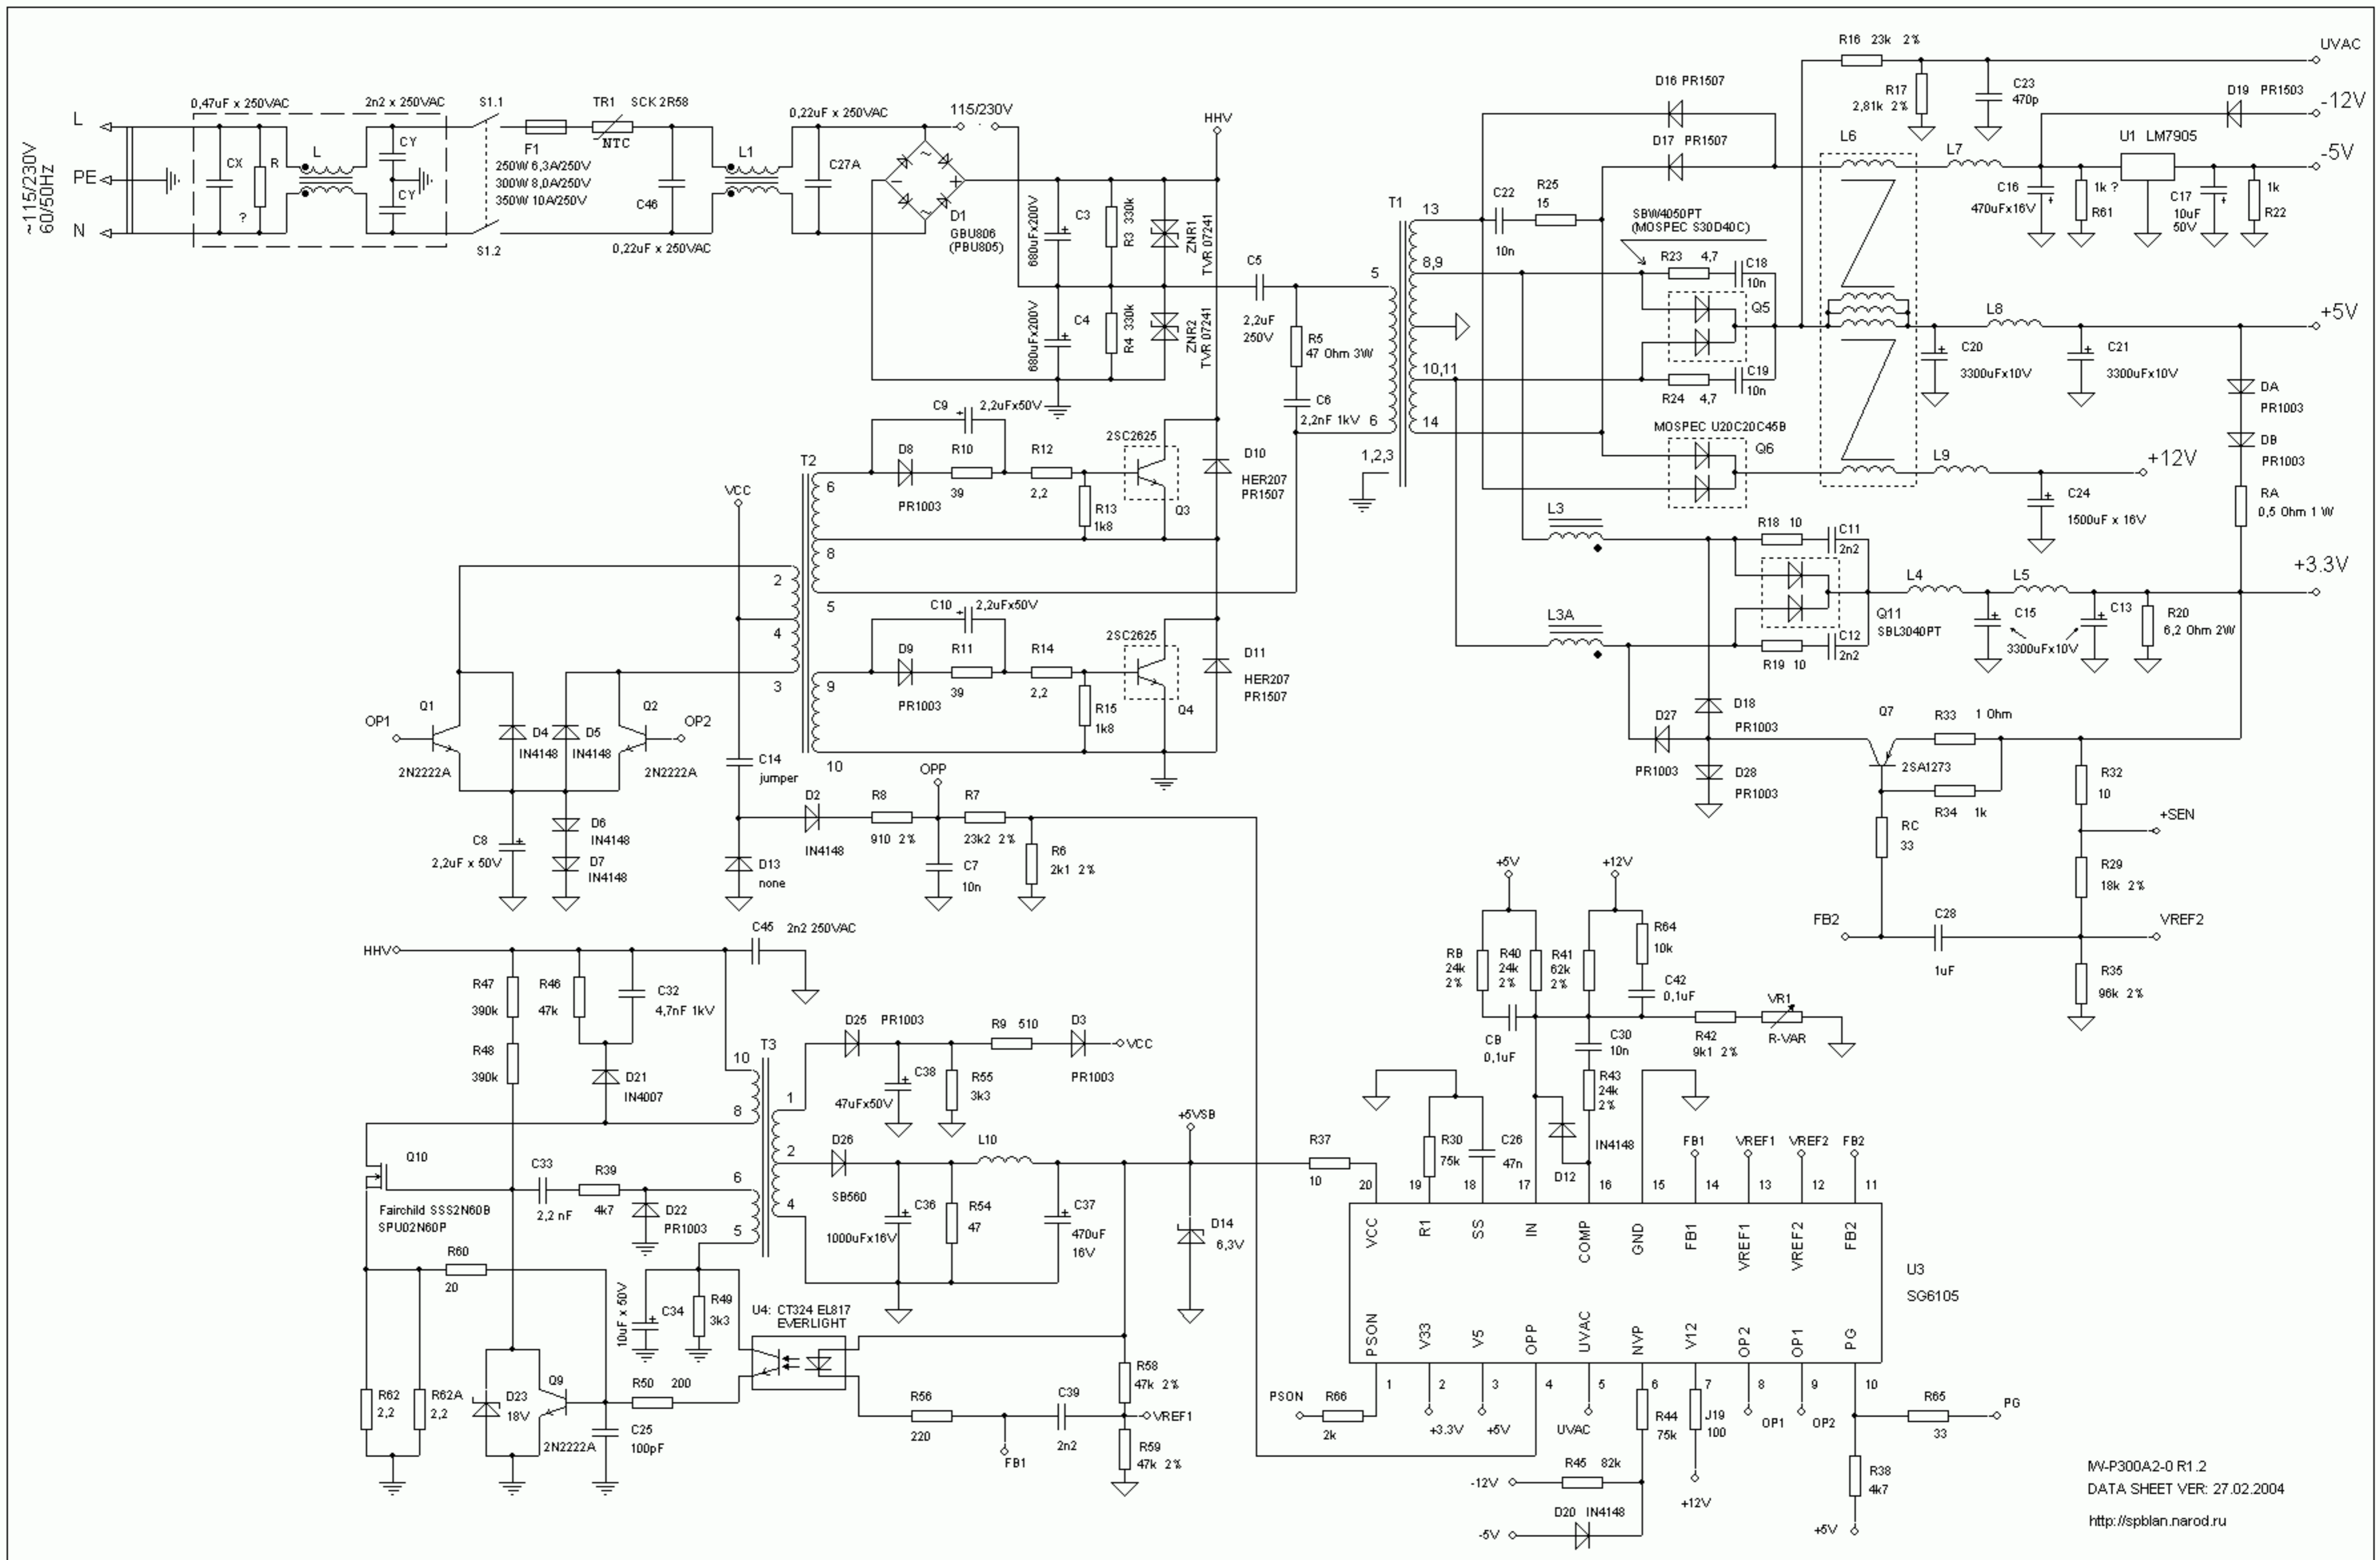 ~115/230V
60/50Hz
L
PE
N
0,47uF x 250VAC
CX
R
?
L
2n2 x 250VAC
CY
CY
S1.1
S1.2
F1
250W 6,3A/250V
300W 8,0A/250V
350W 10A/250V
TR1
SCK 2R58
NTC
C46
0,22uF x 250VAC
L1
0,22uF x 250VAC
C27A
115/230V
D1
GBU806
(PBU805)
~
~
-
+
680uFx200V
C3
R3 330k
ZNR1
TVR 07241
680uFx200V
C4
R4 330k
ZNR2
TVR 07241
HHV
C5
2,2uF
250V
R5
47 Ohm 3W
C6
2,2nF 1kV
T1
5
6
1,2,3
13
8,9
10,11
14
C22
10n
R25
15
D16 PR1507
D17 PR1507
SBW4050PT
(MOSPEC S30D40C)
R23 4,7
C18
10n
Q5
C19
10n
R24 4,7
MOSPEC U20C20C45B
Q6
R16 23k 2%
R17
2,81k 2%
C23
470p
UVAC
D19 PR1503
-12V
U1 LM7905
-5V
L6
L7
C16
470uFx16V
1k ?
R61
C17
10uF
50V
1k
R22
L8
+5V
C20
3300uFx10V
C21
3300uFx10V
DA
PR1003
DB
PR1003
RA
0,5 Ohm 1 W
L9
+12V
C24
1500uF x 16V
L3
L3A
R18 10
C11
2n2
Q11
SBL3040PT
C12
2n2
R19 10
L4
L5
C15
C13
3300uFx10V
R20
6,2 Ohm 2W
+3.3V
C9
2,2uFx50V
D8
PR1003
R10
39
R12
2,2
R13
1k8
2SC2625
Q3
D10
HER207
PR1507
T2
6
8
5
9
10
2
4
3
C10
2,2uFx50V
D9
PR1003
R11
39
R14
2,2
R15
1k8
2SC2625
Q4
D11
HER207
PR1507
VCC
OP1
Q1
2N2222A
D4
IN4148
D5
IN4148
Q2
OP2
2N2222A
C8
2,2uF x 50V
D6
IN4148
D7
IN4148
C14
jumper
D13
none
D2
IN4148
R8
910 2%
OPP
C7
10n
R7
23k2 2%
R6
2k1 2%
D27
PR1003
D18
PR1003
D28
PR1003
Q7
2SA1273
R33 1 Ohm
R34 1k
RC
33
R32
10
+SEN
R29
18k 2%
FB2
C28
1uF
VREF2
R35
96k 2%
HHV
C45 2n2 250VAC
R47
390k
R46
47k
C32
4,7nF 1kV
R48
390k
D21
IN4007
T3
10
8
6
5
1
2
4
D25 PR1003
R9 510
D3
PR1003
VCC
C38
47uFx50V
R55
3k3
D26
SB560
L10
C36
1000uFx16V
R54
47
C37
470uF
16V
+5VSB
D14
6,3V
Q10
Fairchild SSS2N60B
SPU02N60P
C33
2,2 nF
R39
4k7
D22
PR1003
R60
20
10uF x 50V
C34
R49
3k3
U4: CT324 EL817
EVERLIGHT
R62
2,2
R62A
2,2
D23
18V
Q9
2N2222A
R50 200
C25
100pF
R56
220
FB1
C39
2n2
R58
47k 2%
VREF1
R59
47k 2%
+5V
+12V
RB
24k
2%
R40
24k
2%
R41
62k
2%
R64
10k
C42
0,1uF
CB
0,1uF
C30
10n
R42
9k1 2%
VR1
R-VAR
R43
24k
2%
D12
IN4148
R37
10
R30
75k
C26
47n
FB1
VREF1
VREF2
FB2
20 19 18 17 16 15 14 13 12 11
VCC R1 SS IN COMP GND FB1 VREF1 VREF2 FB2
U3
SG6105
PSON V33 V5 OPP UVAC NVP V12 OP2 OP1 PG
1 2 3 4 5 6 7 8 9 10
PSON
R66
2k
+3.3V
+5V
UVAC
R44
75k
J19
100
OP1
OP2
R65
33
PG
-12V
R45 82k
D20 IN4148
-5V
+12V
R38
4k7
+5V
IW-P300A2-0 R1.2
DATA SHEET VER: 27.02.2004
http://spblan.narod.ru